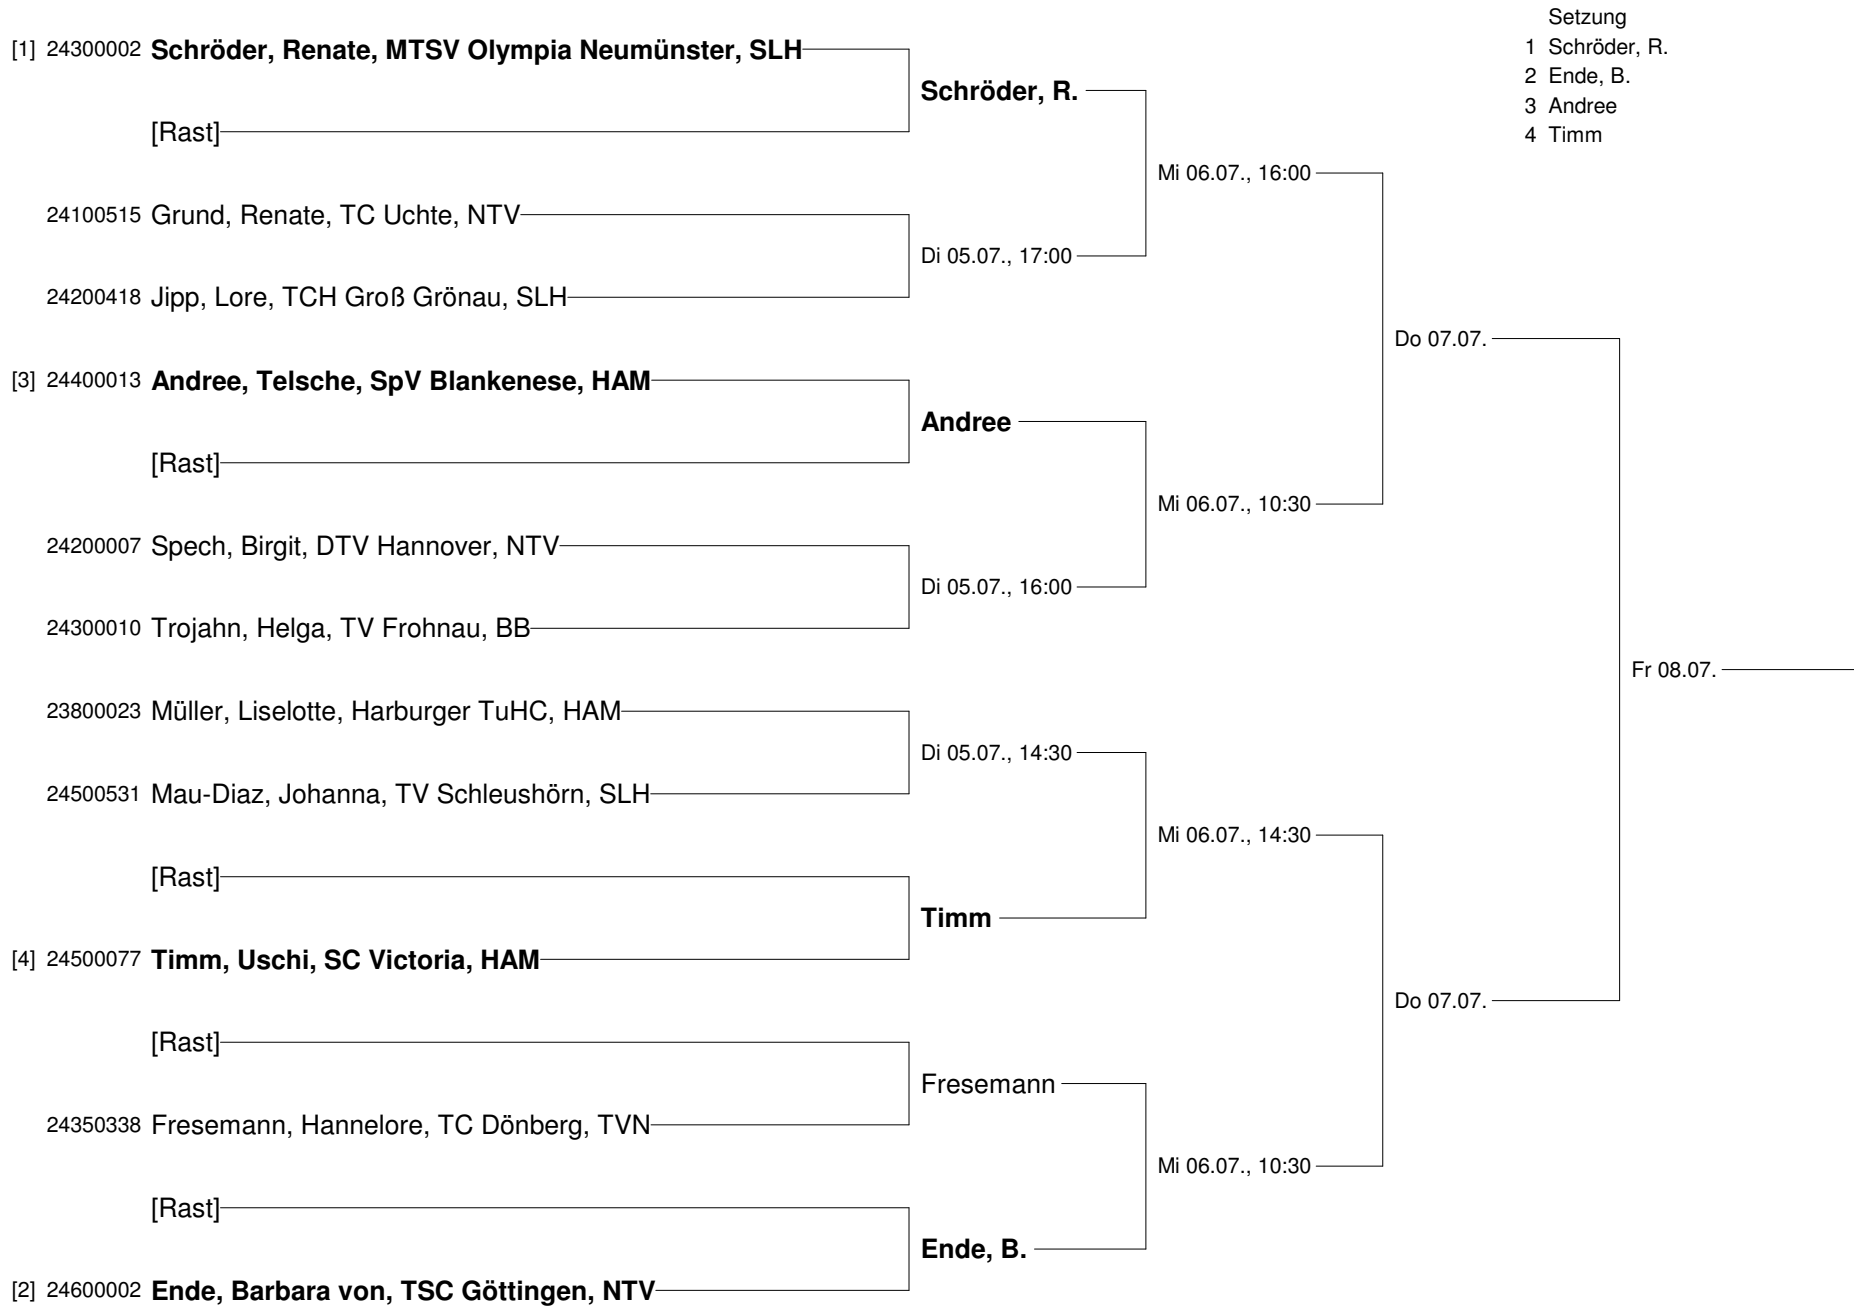 Setzung
1 Schröder, R.
2 Ende, B.
3 Andree
4 Timm
[1] 24300002 Schröder, Renate, MTSV Olympia Neumünster, SLH
Schröder, R.
[Rast]
Mi 06.07., 16:00
24100515 Grund, Renate, TC Uchte, NTV
Di 05.07., 17:00
24200418 Jipp, Lore, TCH Groß Grönau, SLH
Do 07.07.
[3] 24400013 Andree, Telsche, SpV Blankenese, HAM
Andree
[Rast]
Mi 06.07., 10:30
24200007 Spech, Birgit, DTV Hannover, NTV
Di 05.07., 16:00
24300010 Trojahn, Helga, TV Frohnau, BB
Fr 08.07.
23800023 Müller, Liselotte, Harburger TuHC, HAM
Di 05.07., 14:30
24500531 Mau-Diaz, Johanna, TV Schleushörn, SLH
Mi 06.07., 14:30
[Rast]
Timm
[4] 24500077 Timm, Uschi, SC Victoria, HAM
Do 07.07.
[Rast]
Fresemann
24350338 Fresemann, Hannelore, TC Dönberg, TVN
Mi 06.07., 10:30
[Rast]
Ende, B.
[2] 24600002 Ende, Barbara von, TSC Göttingen, NTV